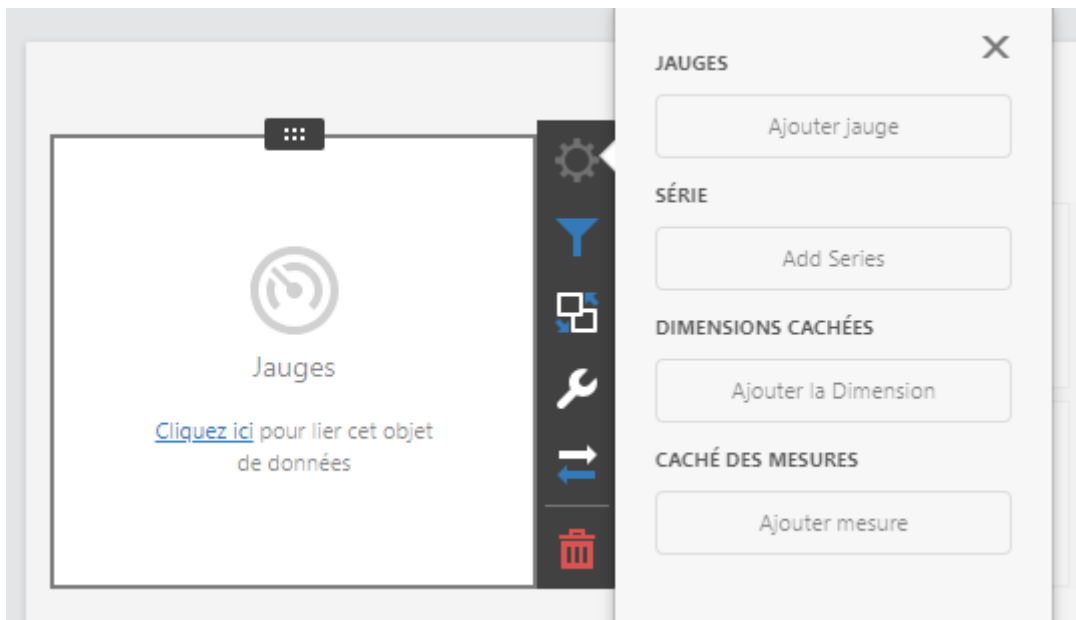 Jauges
Cliquez ici pour lier cet objet
de données
JAUGES
Ajouter jauge
SÉRIE
Add Series
DIMENSIONS CACHÉES
Ajouter la Dimension
CACHÉ DES MESURES
Ajouter mesure